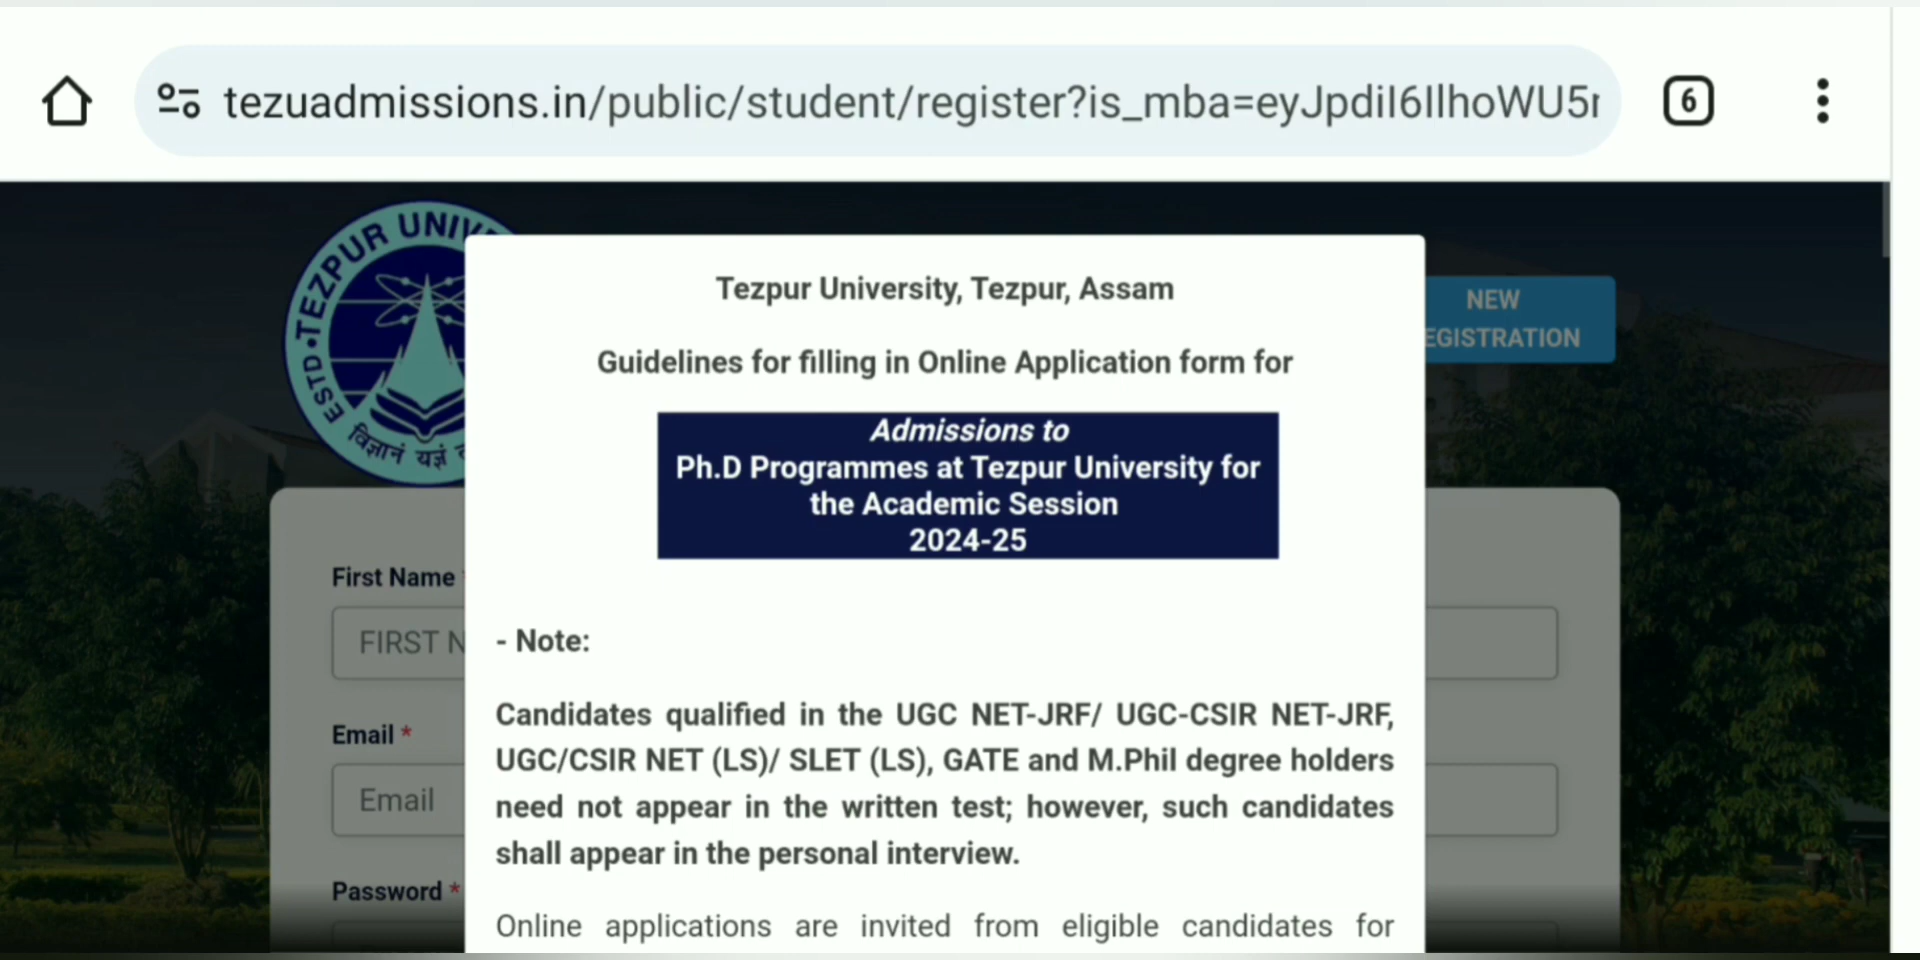 tezuadmissions.in/public/student/register?is_mba=eyJpdiI6IlhoWU5r
6
TEZPUR UNIV
ESTD
विज्ञानं यज्ञं
NEW
EGISTRATION
Tezpur University, Tezpur, Assam
Guidelines for filling in Online Application form for
Admissions to
Ph.D Programmes at Tezpur University for
the Academic Session
2024-25
First Name
FIRST N
- Note:
Candidates qualified in the UGC NET-JRF/ UGC-CSIR NET-JRF,
UGC/CSIR NET (LS)/ SLET (LS), GATE and M.Phil degree holders
need not appear in the written test; however, such candidates
shall appear in the personal interview.
Email *
Email
Password *
Online applications are invited from eligible candidates for